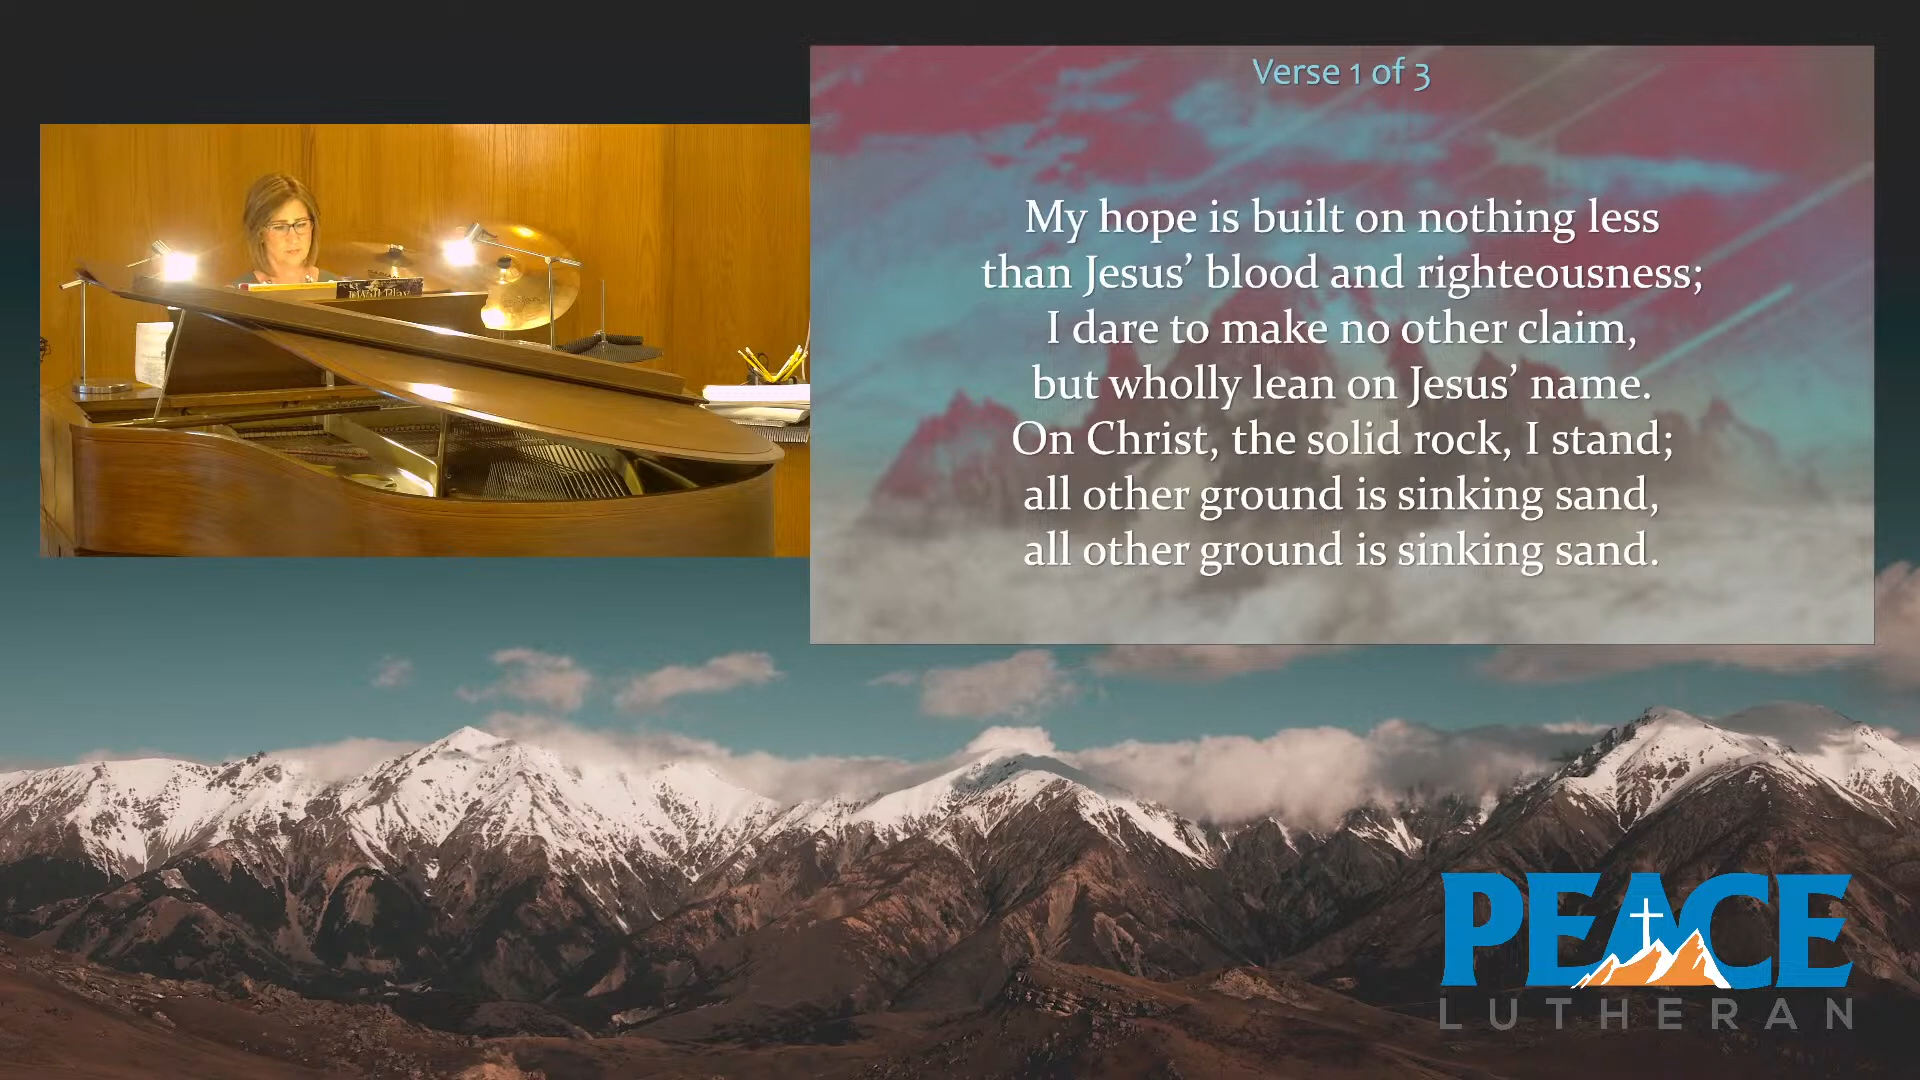 Verse 1 of 3
My hope is built on nothing less
than Jesus’ blood and righteousness;
I dare to make no other claim,
but wholly lean on Jesus’ name.
On Christ, the solid rock, I stand;
all other ground is sinking sand,
all other ground is sinking sand.
PEACE
LUTHERAN